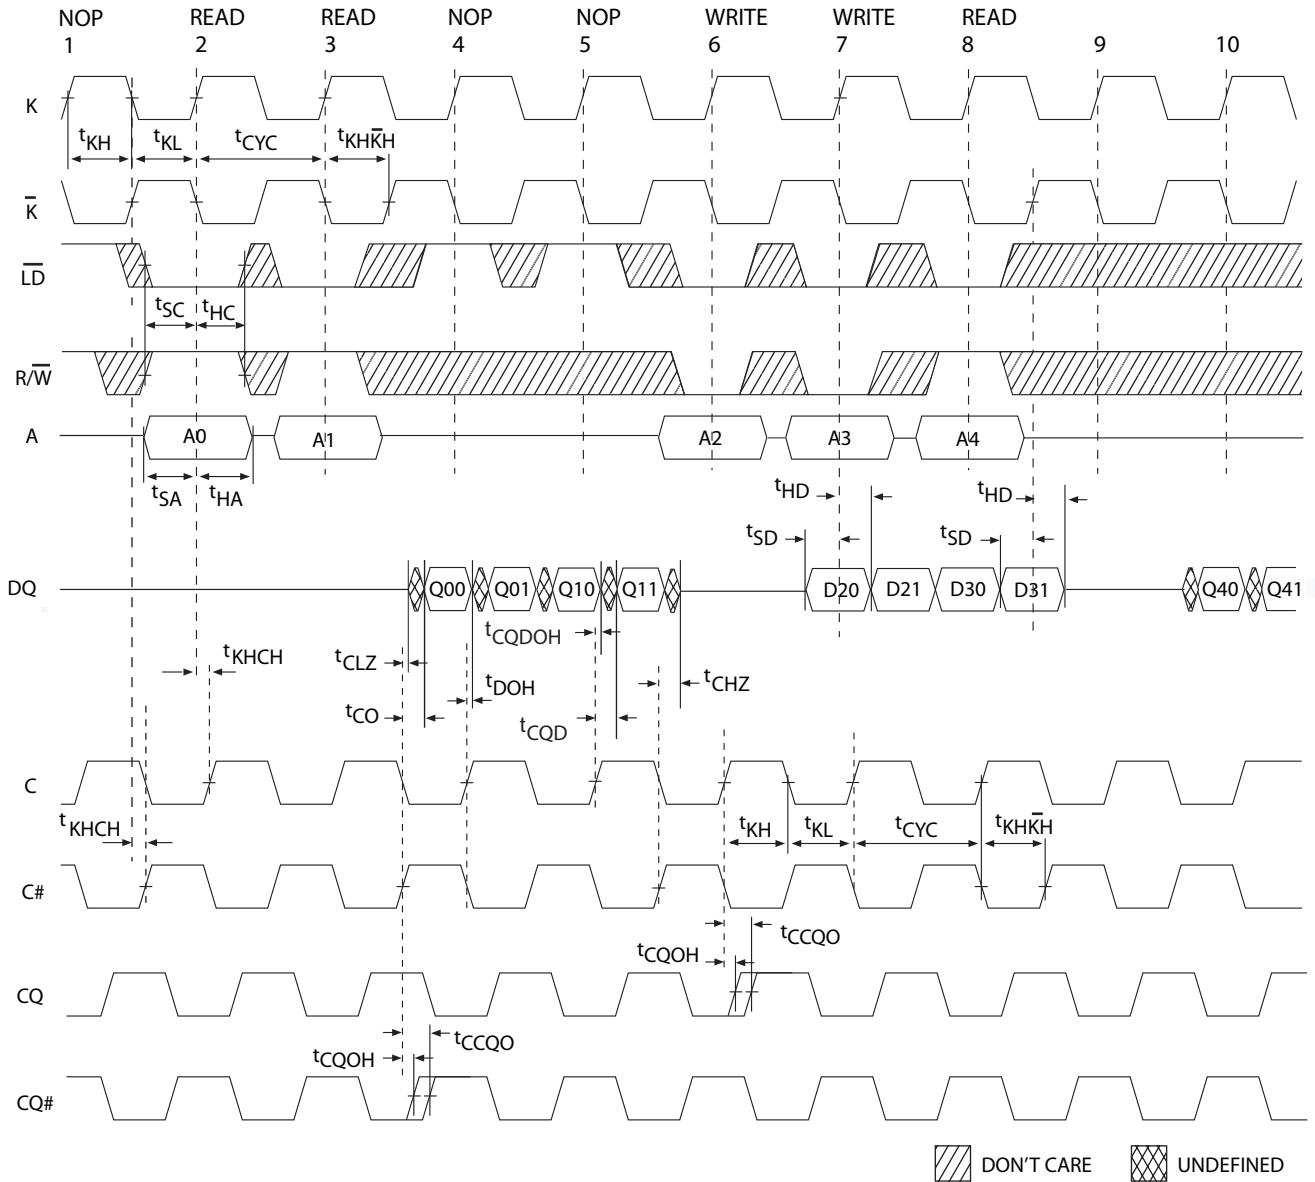 NOP READ READ NOP NOP WRITE WRITE READ
1 2 3 4 5 6 7 8 9 10
K
tKH tKL tCYC tKHK̅H
K̅
L̅D̅
tSC tHC
R/W̅
A A0 A1 A2 A3 A4
tSA tHA tHD tHD
tSD tSD
DQ Q00 Q01 Q10 Q11 D20 D21 D30 D31 Q40 Q41
tCQDOH
tKHCH tCLZ tDOH tCHZ
tCO tCQD
C
tKHCH tKH tKL tCYC tKHK̅H
C#
tCCQO
tCQOH
CQ
tCCQO
tCQOH
CQ#
DON'T CARE UNDEFINED